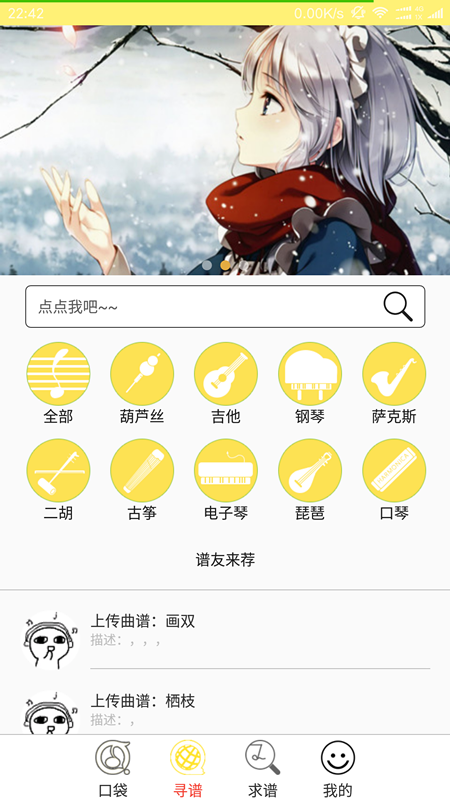 22:42 0.00K/s 4G
点点我吧~~
全部 葫芦丝 吉他 钢琴 萨克斯
二胡 古筝 电子琴 琵琶 口琴
谱友来荐
上传曲谱：画双
描述：，，，
上传曲谱：栖枝
描述：，
口袋 寻谱 求谱 我的